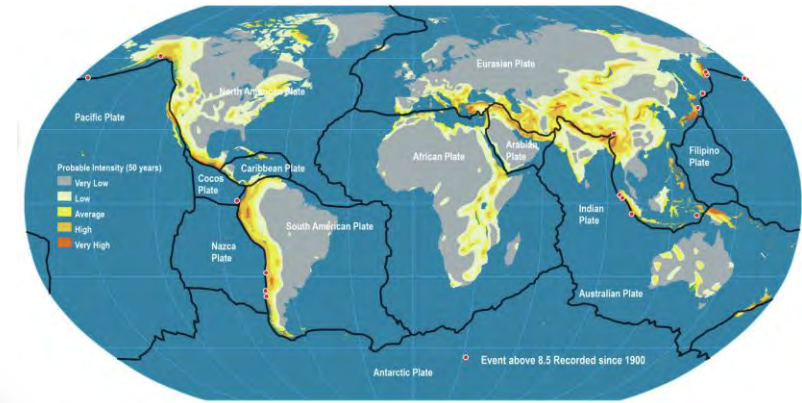 Eurasian Plate
North American Plate
Pacific Plate
Arabian
Plate
African Plate
Filipino
Plate
Probable Intensity (50 years)
Very Low
Low
Average
High
Very High
Caribbean Plate
Cocos
Plate
Indian
Plate
South American Plate
Nazca
Plate
Australian Plate
Event above 8.5 Recorded since 1900
Antarctic Plate